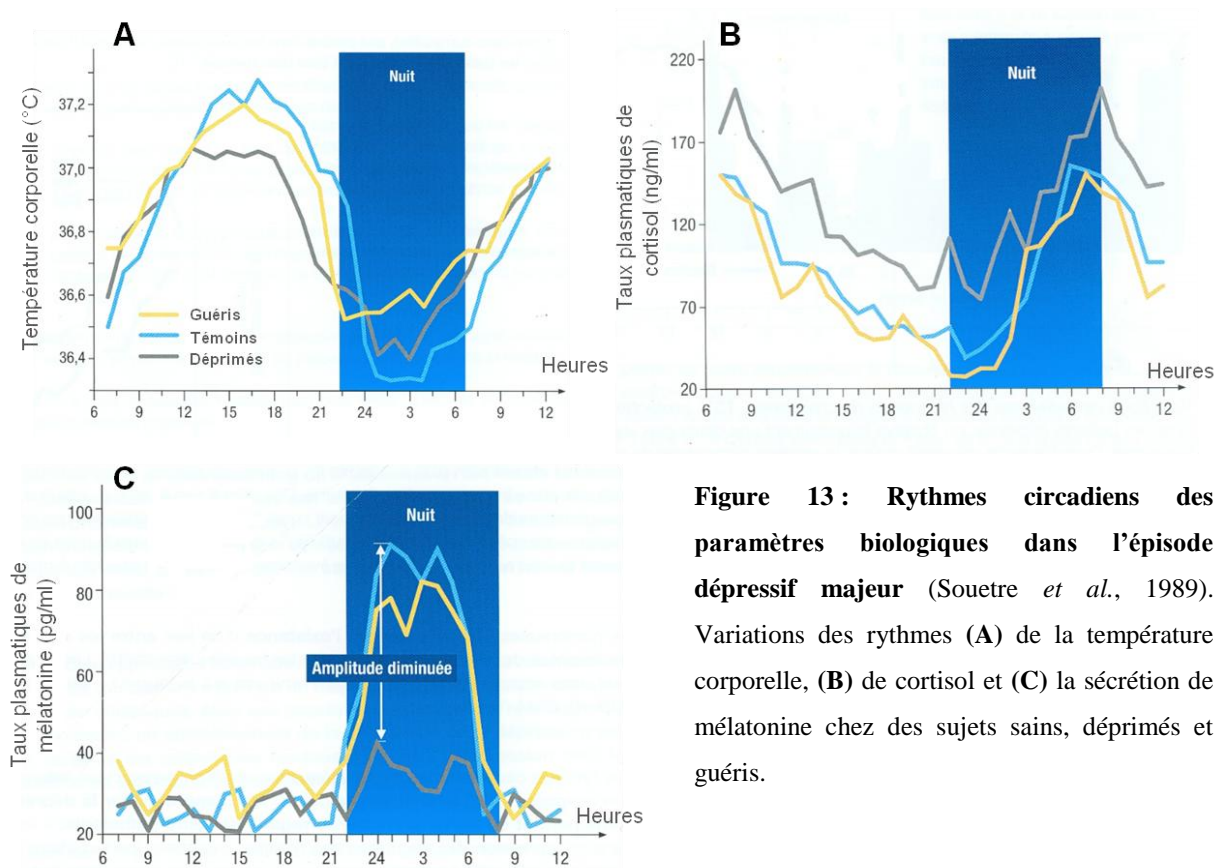 A
Température corporelle (°C)
37,2
37,0
36,8
36,6
36,4
Nuit
Guéris
Témoins
Déprimés
Heures
6 9 12 15 18 21 24 3 6 9 12
B
Taux plasmatiques de
cortisol (ng/ml)
220
170
120
70
20
Nuit
Heures
6 9 12 15 18 21 24 3 6 9 12
C
Taux plasmatiques de
mélatonine (pg/ml)
100
80
60
40
20
Nuit
Amplitude diminuée
Heures
6 9 12 15 18 21 24 3 6 9 12
Figure 13 : Rythmes circadiens des
paramètres biologiques dans l’épisode
dépressif majeur (Souetre et al., 1989).
Variations des rythmes (A) de la température
corporelle, (B) de cortisol et (C) la sécrétion de
mélatonine chez des sujets sains, déprimés et
guéris.